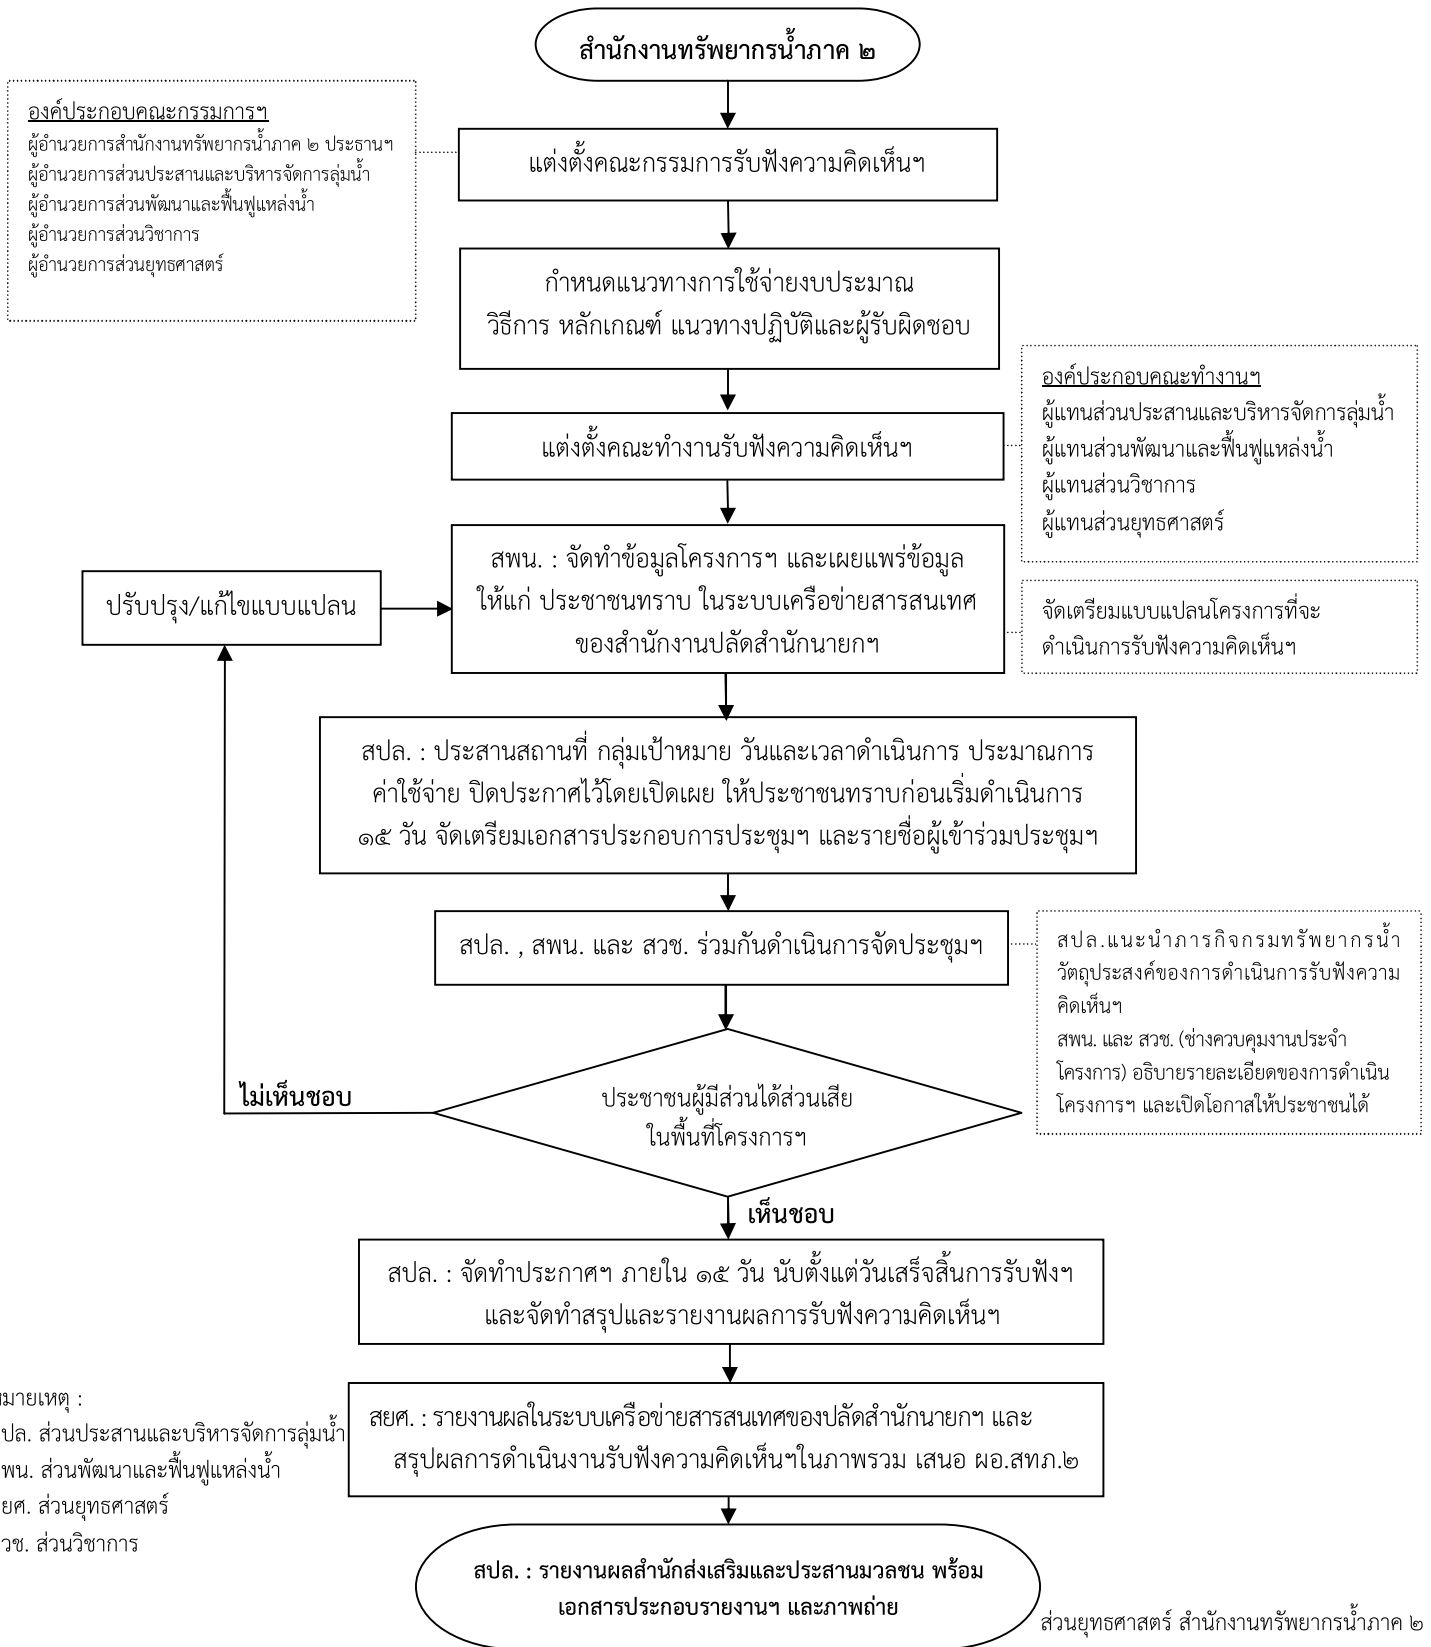 สำนักงานทรัพยากรน้ำภาค ๒
องค์ประกอบคณะกรรมการฯ
ผู้อำนวยการสำนักงานทรัพยากรน้ำภาค ๒ ประธานฯ
ผู้อำนวยการส่วนประสานและบริหารจัดการลุ่มน้ำ
ผู้อำนวยการส่วนพัฒนาและฟื้นฟูแหล่งน้ำ
ผู้อำนวยการส่วนวิชาการ
ผู้อำนวยการส่วนยุทธศาสตร์
แต่งตั้งคณะกรรมการรับฟังความคิดเห็นฯ
กำหนดแนวทางการใช้จ่ายงบประมาณ
วิธีการ หลักเกณฑ์ แนวทางปฏิบัติและผู้รับผิดชอบ
แต่งตั้งคณะทำงานรับฟังความคิดเห็นฯ
องค์ประกอบคณะทำงานฯ
ผู้แทนส่วนประสานและบริหารจัดการลุ่มน้ำ
ผู้แทนส่วนพัฒนาและฟื้นฟูแหล่งน้ำ
ผู้แทนส่วนวิชาการ
ผู้แทนส่วนยุทธศาสตร์
ปรับปรุง/แก้ไขแบบแปลน
สพน. : จัดทำข้อมูลโครงการฯ และเผยแพร่ข้อมูล
ให้แก่ ประชาชนทราบ ในระบบเครือข่ายสารสนเทศ
ของสำนักงานปลัดสำนักนายกฯ
จัดเตรียมแบบแปลนโครงการที่จะ
ดำเนินการรับฟังความคิดเห็นฯ
สปล. : ประสานสถานที่ กลุ่มเป้าหมาย วันและเวลาดำเนินการ ประมาณการ
ค่าใช้จ่าย ปิดประกาศไว้โดยเปิดเผย ให้ประชาชนทราบก่อนเริ่มดำเนินการ
๑๕ วัน จัดเตรียมเอกสารประกอบการประชุมฯ และรายชื่อผู้เข้าร่วมประชุมฯ
สปล. , สพน. และ สวช. ร่วมกันดำเนินการจัดประชุมฯ
สปล.แนะนำภารกิจกรมทรัพยากรน้ำ
วัตถุประสงค์ของการดำเนินการรับฟังความ
คิดเห็นฯ
สพน. และ สวช. (ช่างควบคุมงานประจำ
โครงการ) อธิบายรายละเอียดของการดำเนิน
โครงการฯ และเปิดโอกาสให้ประชาชนได้
ไม่เห็นชอบ
ประชาชนผู้มีส่วนได้ส่วนเสีย
ในพื้นที่โครงการฯ
เห็นชอบ
สปล. : จัดทำประกาศฯ ภายใน ๑๕ วัน นับตั้งแต่วันเสร็จสิ้นการรับฟังฯ
และจัดทำสรุปและรายงานผลการรับฟังความคิดเห็นฯ
สยศ. : รายงานผลในระบบเครือข่ายสารสนเทศของปลัดสำนักนายกฯ และ
สรุปผลการดำเนินงานรับฟังความคิดเห็นฯในภาพรวม เสนอ ผอ.สทภ.๒
มายเหตุ :
ปล. ส่วนประสานและบริหารจัดการลุ่มน้ำ
พน. ส่วนพัฒนาและฟื้นฟูแหล่งน้ำ
ยศ. ส่วนยุทธศาสตร์
วช. ส่วนวิชาการ
สปล. : รายงานผลสำนักส่งเสริมและประสานมวลชน พร้อม
เอกสารประกอบรายงานฯ และภาพถ่าย
ส่วนยุทธศาสตร์ สำนักงานทรัพยากรน้ำภาค ๒